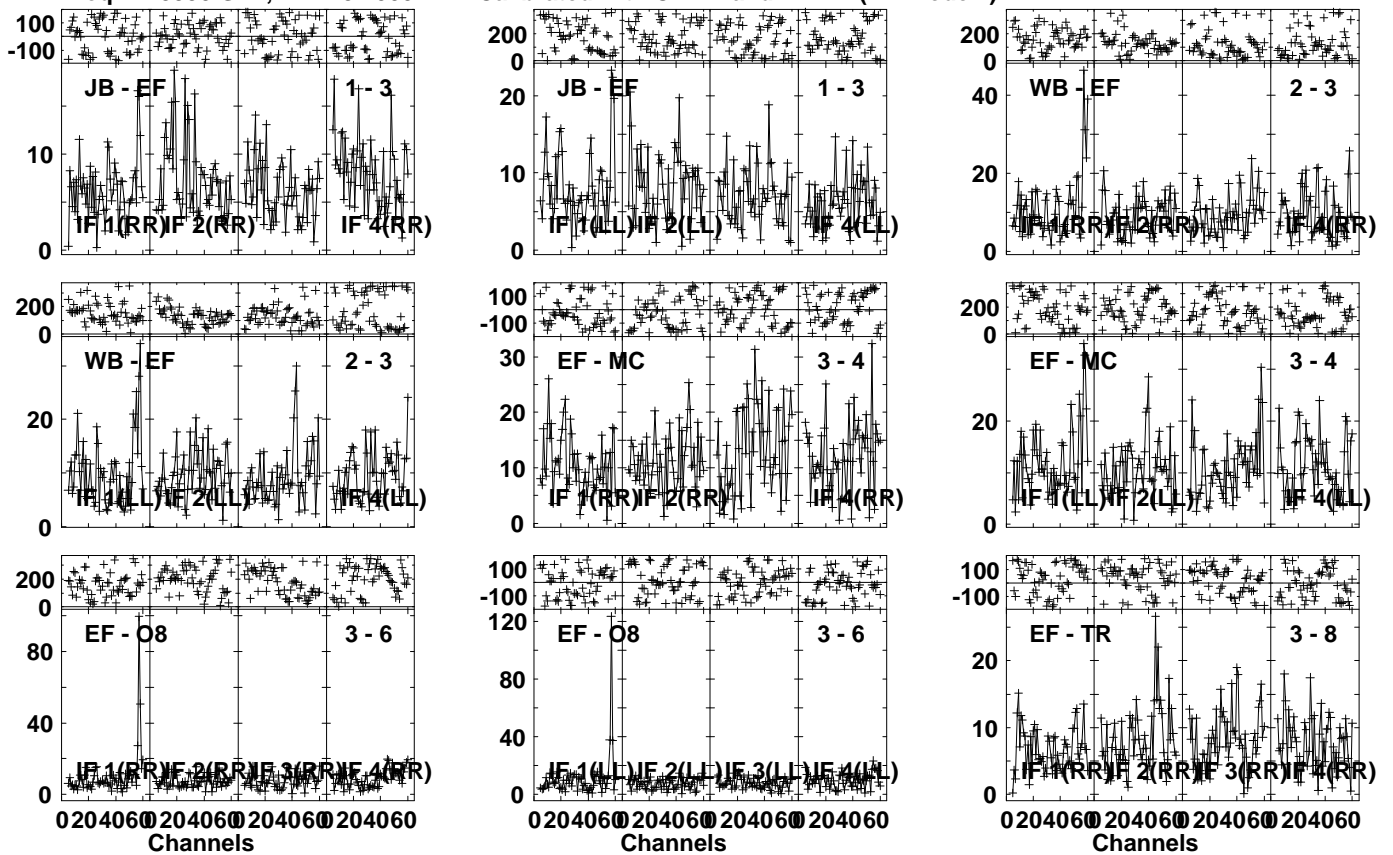 100
-100
JB - EF 1 - 3
10
0
IF 1(RR) IF 2(RR) IF 4(RR)
200
0
JB - EF 1 - 3
20
10
0
IF 1(LL) IF 2(LL) IF 4(LL)
200
0
WB - EF 2 - 3
40
20
0
IF 1(RR) IF 2(RR) IF 4(RR)
200
0
WB - EF 2 - 3
20
0
IF 1(LL) IF 2(LL) IF 4(LL)
100
-100
EF - MC 3 - 4
30
20
10
0
IF 1(RR) IF 2(RR) IF 4(RR)
200
0
EF - MC 3 - 4
20
0
IF 1(LL) IF 2(LL) IF 4(LL)
200
0
EF - O8 3 - 6
80
40
0
IF 1(RR) IF 2(RR) IF 3(RR) IF 4(RR)
0 20 40 60 0 20 40 60 0 20 40 60 0 20 40 60
Channels
100
-100
EF - O8 3 - 6
120
80
40
0
IF 1(LL) IF 2(LL) IF 3(LL) IF 4(LL)
0 20 40 60 0 20 40 60 0 20 40 60 0 20 40 60
Channels
100
-100
EF - TR 3 - 8
20
10
0
IF 1(RR) IF 2(RR) IF 3(RR) IF 4(RR)
0 20 40 60 0 20 40 60 0 20 40 60 0 20 40 60
Channels